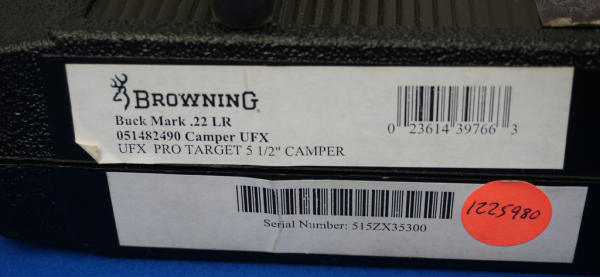 BROWNING
Buck Mark .22 LR
051482490 Camper UFX
UFX PRO TARGET 5 1/2" CAMPER
0 23614 39766 3
Serial Number: 515ZX35300
1225980